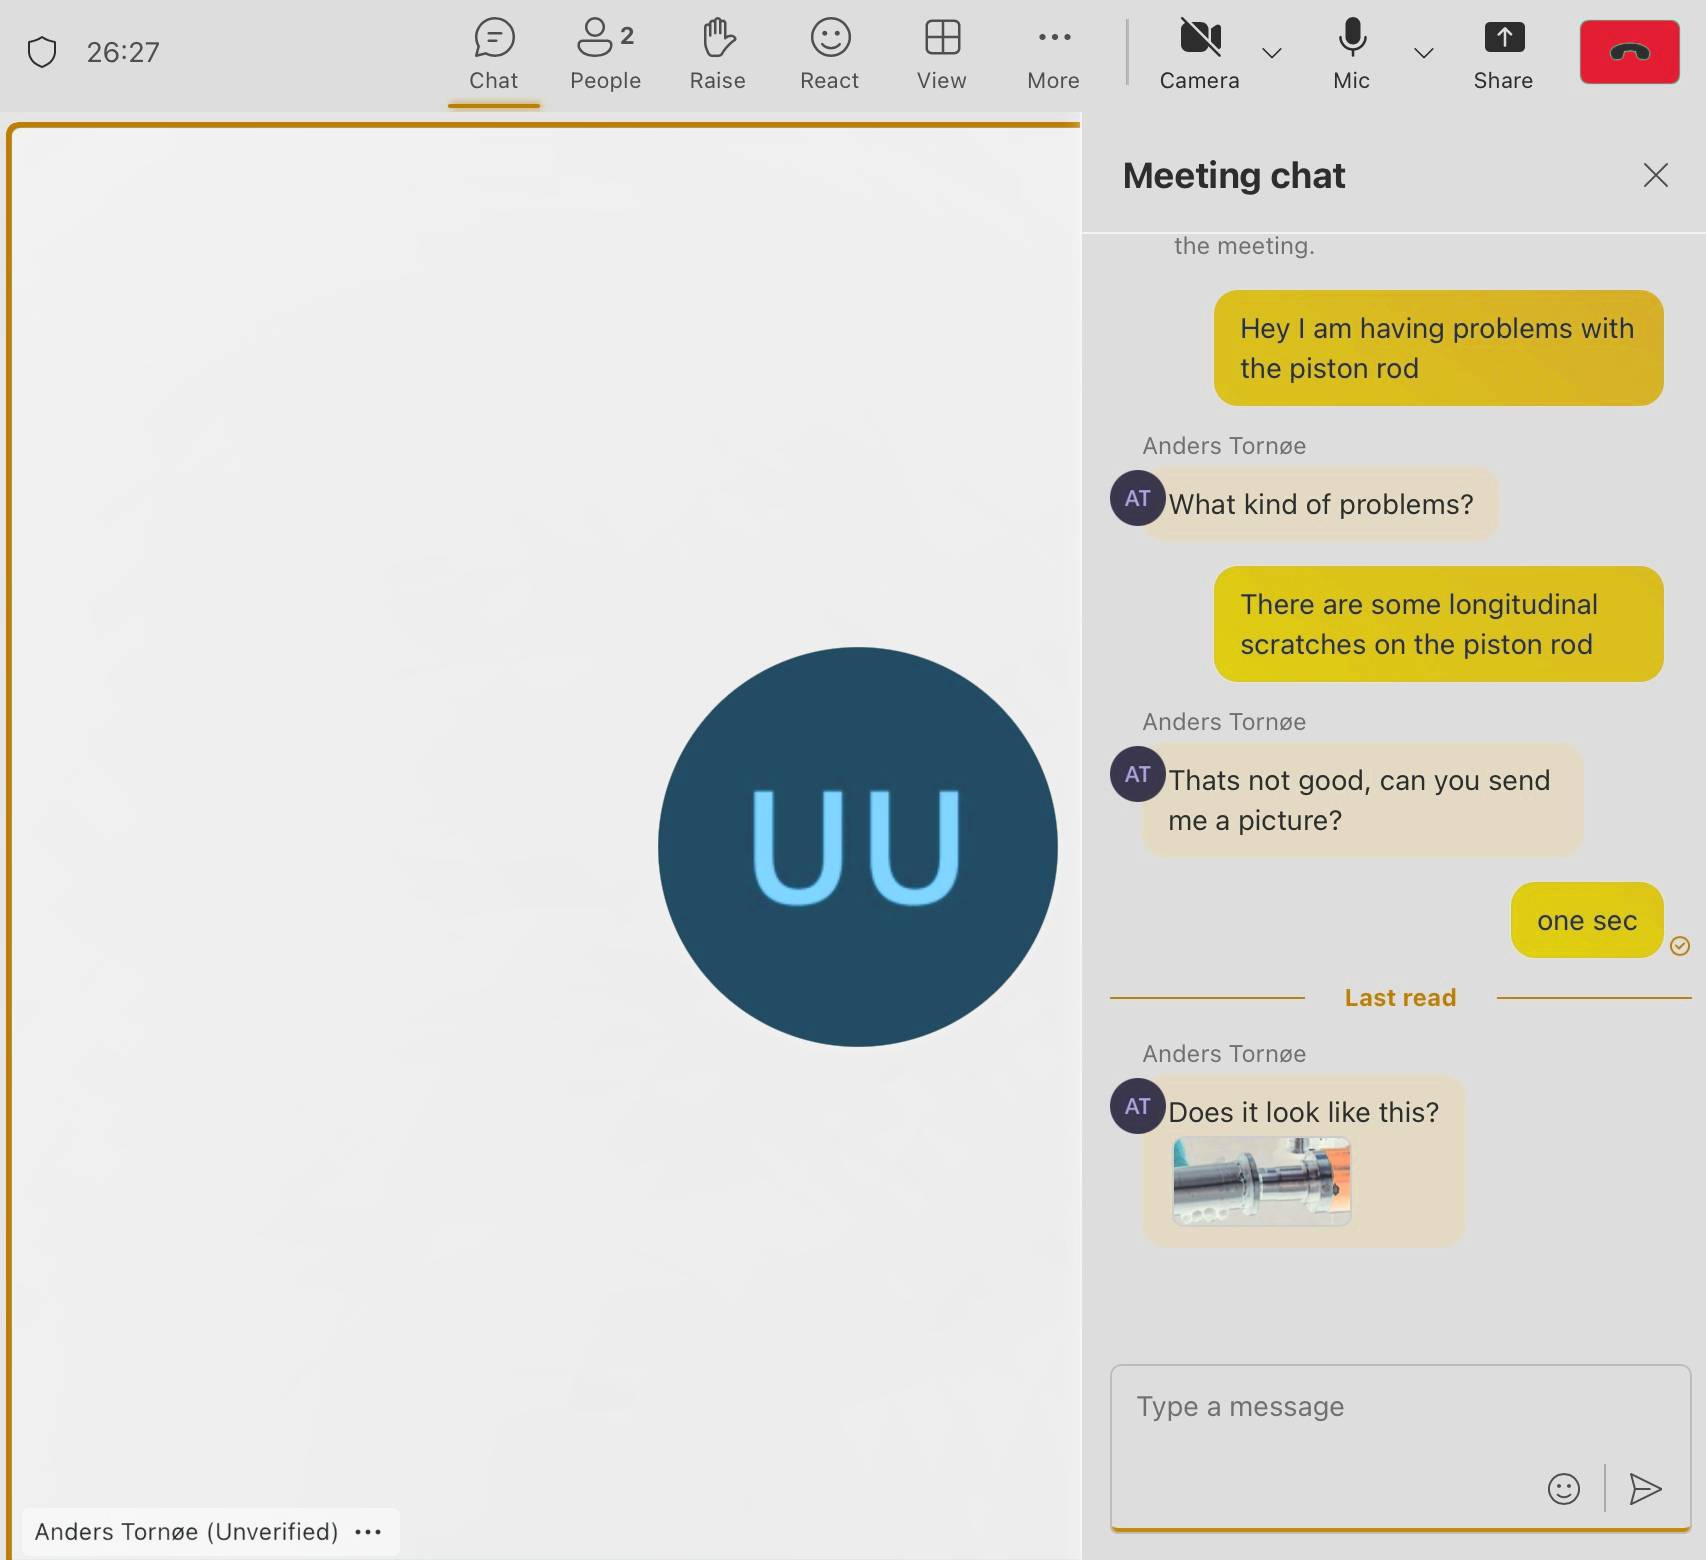 26:27
Chat
People
2
Raise
React
View
More
Camera
Mic
Share
Meeting chat
the meeting.
Hey I am having problems with
the piston rod
Anders Tornøe
AT
What kind of problems?
There are some longitudinal
scratches on the piston rod
Anders Tornøe
AT
Thats not good, can you send
me a picture?
one sec
Last read
Anders Tornøe
AT
Does it look like this?
Type a message
UU
Anders Tornøe (Unverified)